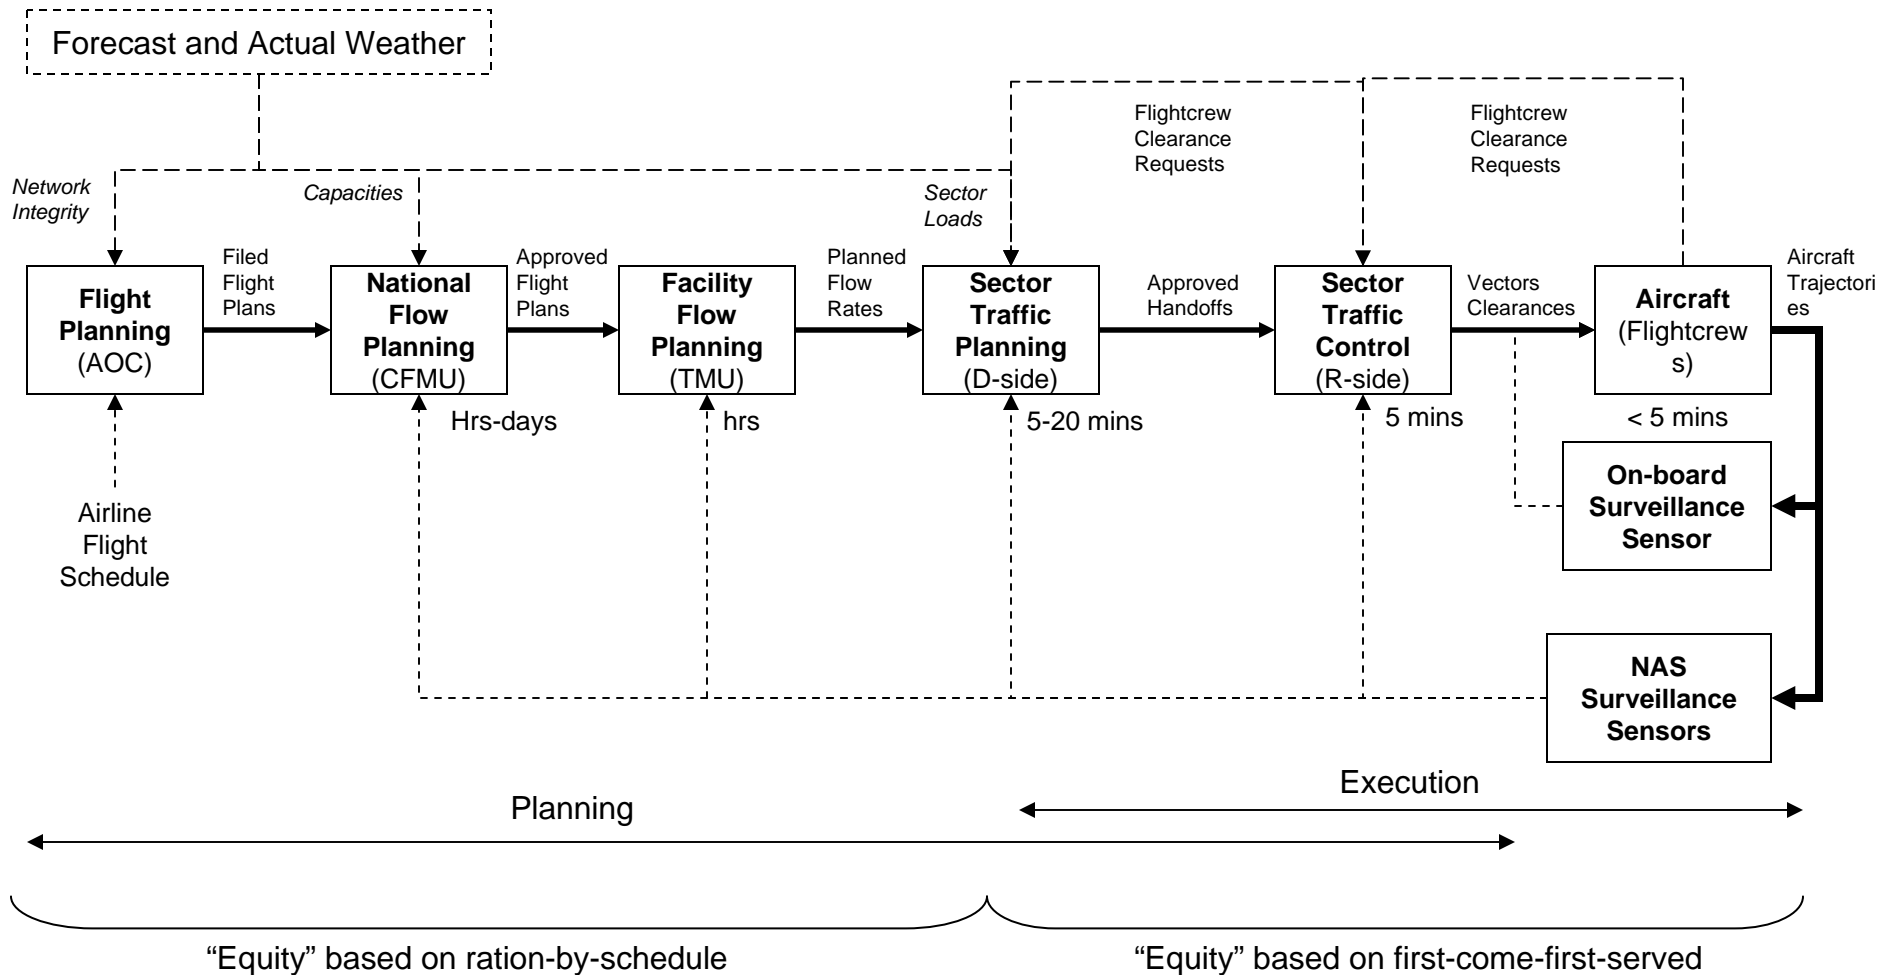 Forecast and Actual Weather
Flightcrew
Clearance
Requests
Flightcrew
Clearance
Requests
Network
Integrity
Capacities
Sector
Loads
Filed
Flight
Plans
Approved
Flight
Plans
Planned
Flow
Rates
Approved
Handoffs
Vectors
Clearances
Aircraft
Trajectori
es
Flight
Planning
(AOC)
National
Flow
Planning
(CFMU)
Facility
Flow
Planning
(TMU)
Sector
Traffic
Planning
(D-side)
Sector
Traffic
Control
(R-side)
Aircraft
(Flightcrew
s)
Hrs-days
hrs
5-20 mins
5 mins
< 5 mins
Airline
Flight
Schedule
On-board
Surveillance
Sensor
NAS
Surveillance
Sensors
Execution
Planning
“Equity” based on ration-by-schedule
“Equity” based on first-come-first-served